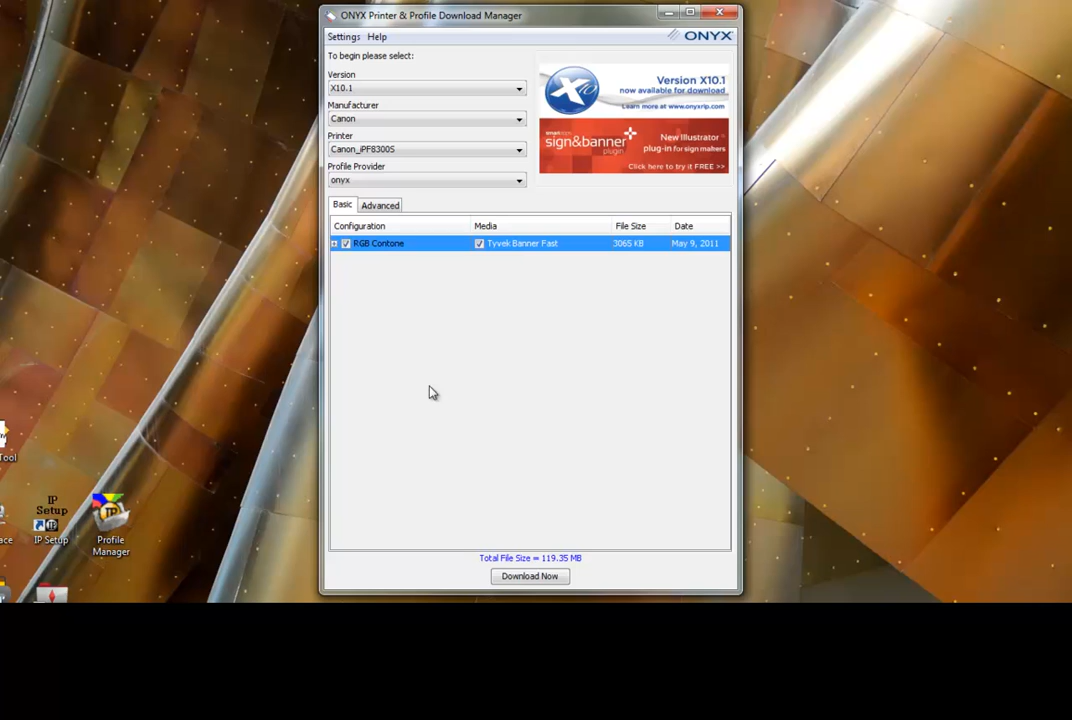 ONYX Printer & Profile Download Manager
Settings Help
ONYX
To begin please select:
Version
X10.1
Manufacturer
Canon
Printer
Canon_iPF8300S
Profile Provider
onyx
Version X10.1
now available for download
Learn more at www.onyxrip.com
sign&banner
plugin
New Illustrator
plug-in for sign makers
Click here to try it FREE >>
Basic Advanced
Configuration Media File Size Date
RGB Contone Tyvek Banner Fast 3065 KB May 9, 2011
Total File Size = 119.35 MB
Download Now
Tool
IP
Setup
IP Setup
IP
Profile
Manager